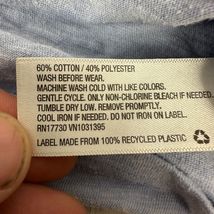 60% COTTON / 40% POLYESTER
WASH BEFORE WEAR.
MACHINE WASH COLD WITH LIKE COLORS.
GENTLE CYCLE. ONLY NON-CHLORINE BLEACH IF NEEDED.
TUMBLE DRY LOW. REMOVE PROMPTLY.
COOL IRON IF NEEDED. DO NOT IRON DECORATION.
RN17730 VN1031395
LABEL MADE FROM 100% RECYCLED PLASTIC